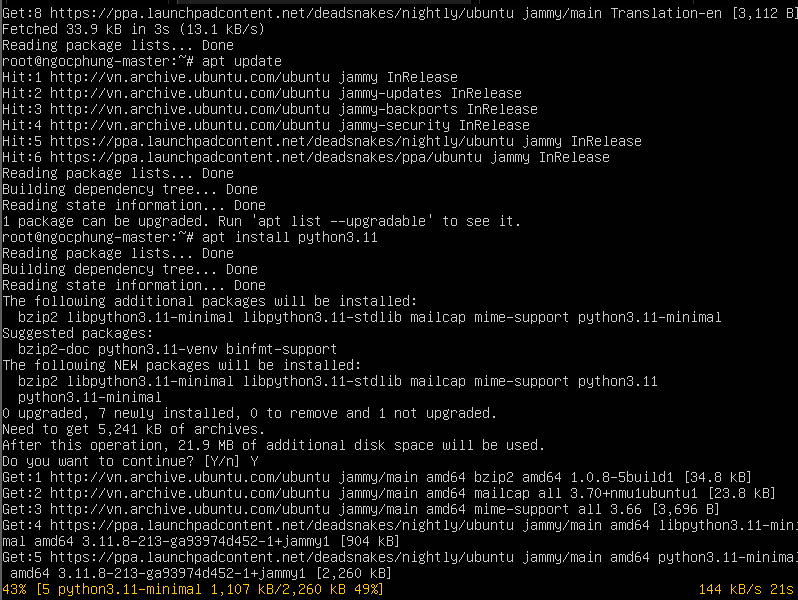 Get:8 https://ppa.launchpadcontent.net/deadsnakes/nightly/ubuntu jammy/main Translation-en [3,112 B]
Fetched 33.9 kB in 3s (13.1 kB/s)
Reading package lists... Done
root@ngocphung-master:~# apt update
Hit:1 http://vn.archive.ubuntu.com/ubuntu jammy InRelease
Hit:2 http://vn.archive.ubuntu.com/ubuntu jammy-updates InRelease
Hit:3 http://vn.archive.ubuntu.com/ubuntu jammy-backports InRelease
Hit:4 http://vn.archive.ubuntu.com/ubuntu jammy-security InRelease
Hit:5 https://ppa.launchpadcontent.net/deadsnakes/nightly/ubuntu jammy InRelease
Hit:6 https://ppa.launchpadcontent.net/deadsnakes/ppa/ubuntu jammy InRelease
Reading package lists... Done
Building dependency tree... Done
Reading state information... Done
1 package can be upgraded. Run 'apt list --upgradable' to see it.
root@ngocphung-master:~# apt install python3.11
Reading package lists... Done
Building dependency tree... Done
Reading state information... Done
The following additional packages will be installed:
  bzip2 libpython3.11-minimal libpython3.11-stdlib mailcap mime-support python3.11-minimal
Suggested packages:
  bzip2-doc python3.11-venv binfmt-support
The following NEW packages will be installed:
  bzip2 libpython3.11-minimal libpython3.11-stdlib mailcap mime-support python3.11
  python3.11-minimal
0 upgraded, 7 newly installed, 0 to remove and 1 not upgraded.
Need to get 5,241 kB of archives.
After this operation, 21.9 MB of additional disk space will be used.
Do you want to continue? [Y/n] Y
Get:1 http://vn.archive.ubuntu.com/ubuntu jammy/main amd64 bzip2 amd64 1.0.8-5build1 [34.8 kB]
Get:2 http://vn.archive.ubuntu.com/ubuntu jammy/main amd64 mailcap all 3.70+nmu1ubuntu1 [23.8 kB]
Get:3 http://vn.archive.ubuntu.com/ubuntu jammy/main amd64 mime-support all 3.66 [3,696 B]
Get:4 https://ppa.launchpadcontent.net/deadsnakes/nightly/ubuntu jammy/main amd64 libpython3.11-mini
mal amd64 3.11.8-213-ga93974d452-1+jammy1 [904 kB]
Get:5 https://ppa.launchpadcontent.net/deadsnakes/nightly/ubuntu jammy/main amd64 python3.11-minimal
 amd64 3.11.8-213-ga93974d452-1+jammy1 [2,260 kB]
43% [5 python3.11-minimal 1,107 kB/2,260 kB 49%] 144 kB/s 21s